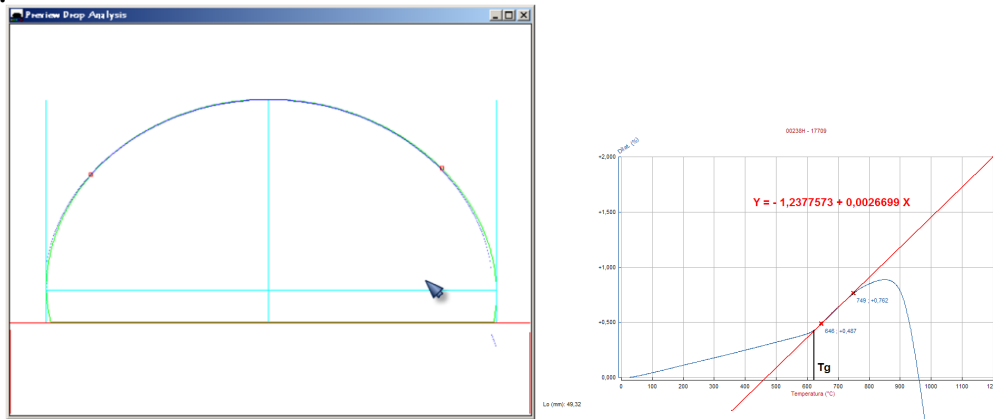 Preview Drop Analysis
00238H - 17709
Dilat. (%)
+2,000
+1,500
+1,000
+0,500
0,000
Y = - 1,2377573 + 0,0026699 X
749 ; +0,762
646 ; +0,487
Tg
0 100 200 300 400 500 600 700 800 900 1000 1100 12
Temperatura (°C)
Lo (mm): 49,32